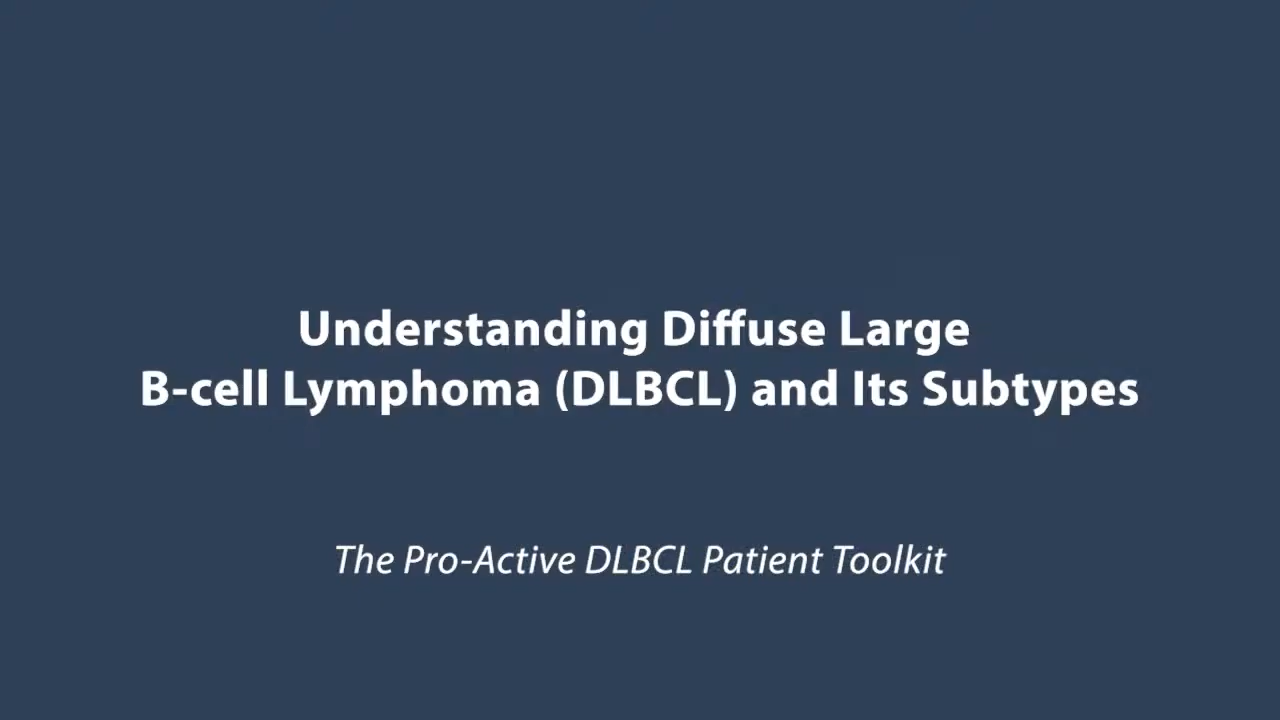 Understanding Diffuse Large
B-cell Lymphoma (DLBCL) and Its Subtypes
The Pro-Active DLBCL Patient Toolkit